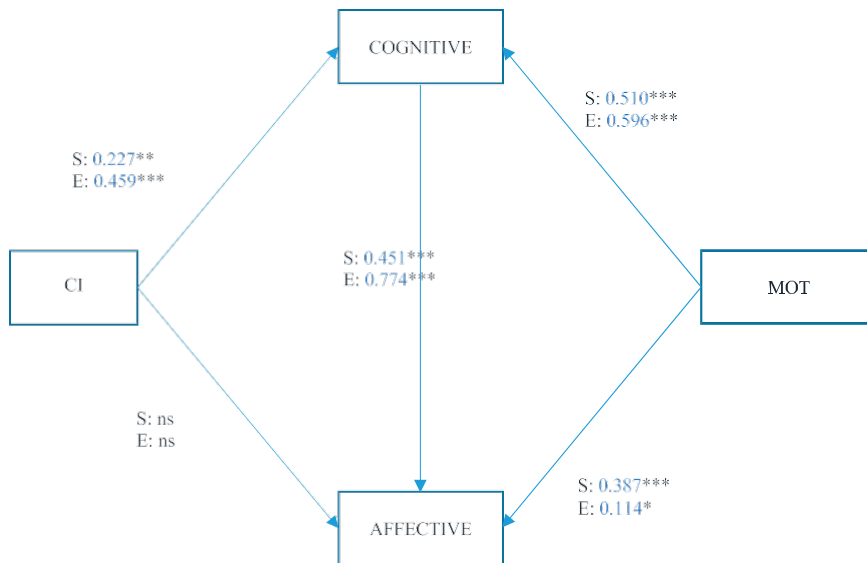 COGNITIVE
S: 0.510***
E: 0.596***
S: 0.227**
E: 0.459***
S: 0.451***
E: 0.774***
CI
MOT
S: ns
E: ns
S: 0.387***
E: 0.114*
AFFECTIVE